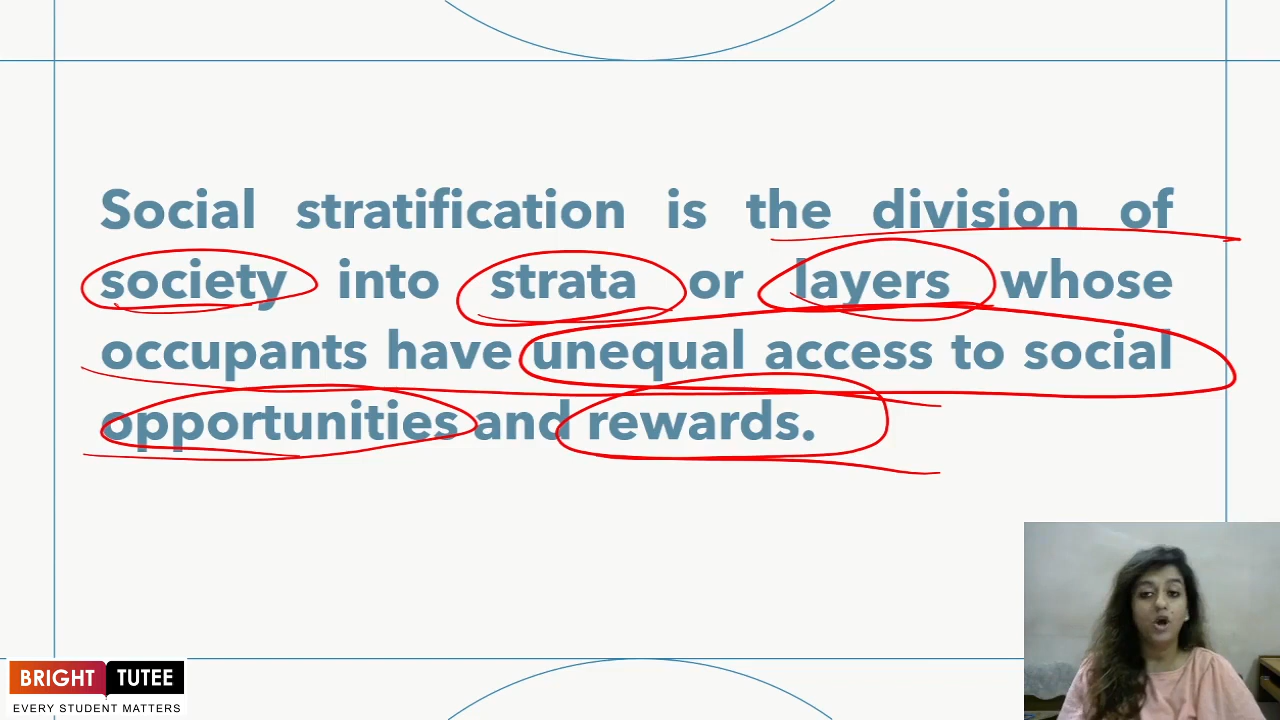 Social stratification is the division of
society into strata or layers whose
occupants have unequal access to social
opportunities and rewards.
BRIGHT TUTEE
EVERY STUDENT MATTERS